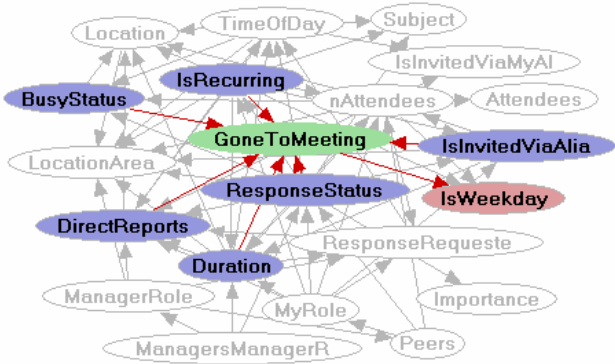 TimeOfDay
Subject
Location
IsInvitedViaMyAl
IsRecurring
BusyStatus
nAttendees
Attendees
GoneToMeeting
IsInvitedViaAlia
LocationArea
ResponseStatus
IsWeekday
DirectReports
ResponseRequeste
Duration
ManagerRole
Importance
MyRole
Peers
ManagersManagerR